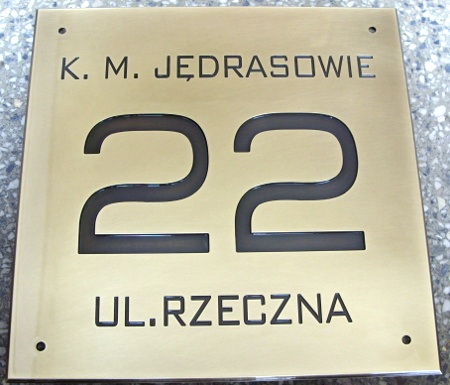 K. M. JĘDRASOWIE
22
UL.RZECZNA